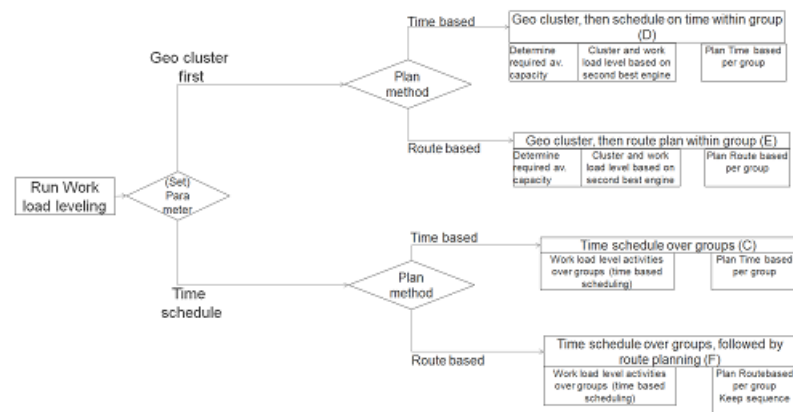 Run Work
load leveling
(Set)
Para
meter
Geo cluster
first
Time
schedule
Plan
method
Time based
Route based
Geo cluster, then schedule on time within group
(D)
Determine
required av.
capacity
Cluster and work
load level based on
second best engine
Plan Time based
per group
Geo cluster, then route plan within group (E)
Determine
required av.
capacity
Cluster and work
load level based on
second best engine
Plan Route based
per group
Plan
method
Time based
Route based
Time schedule over groups (C)
Work load level activities
over groups (time based
scheduling)
Plan Time based
per group
Time schedule over groups, followed by
route planning (F)
Work load level activities
over groups (time based
scheduling)
Plan Routebased
per group
Keep sequence